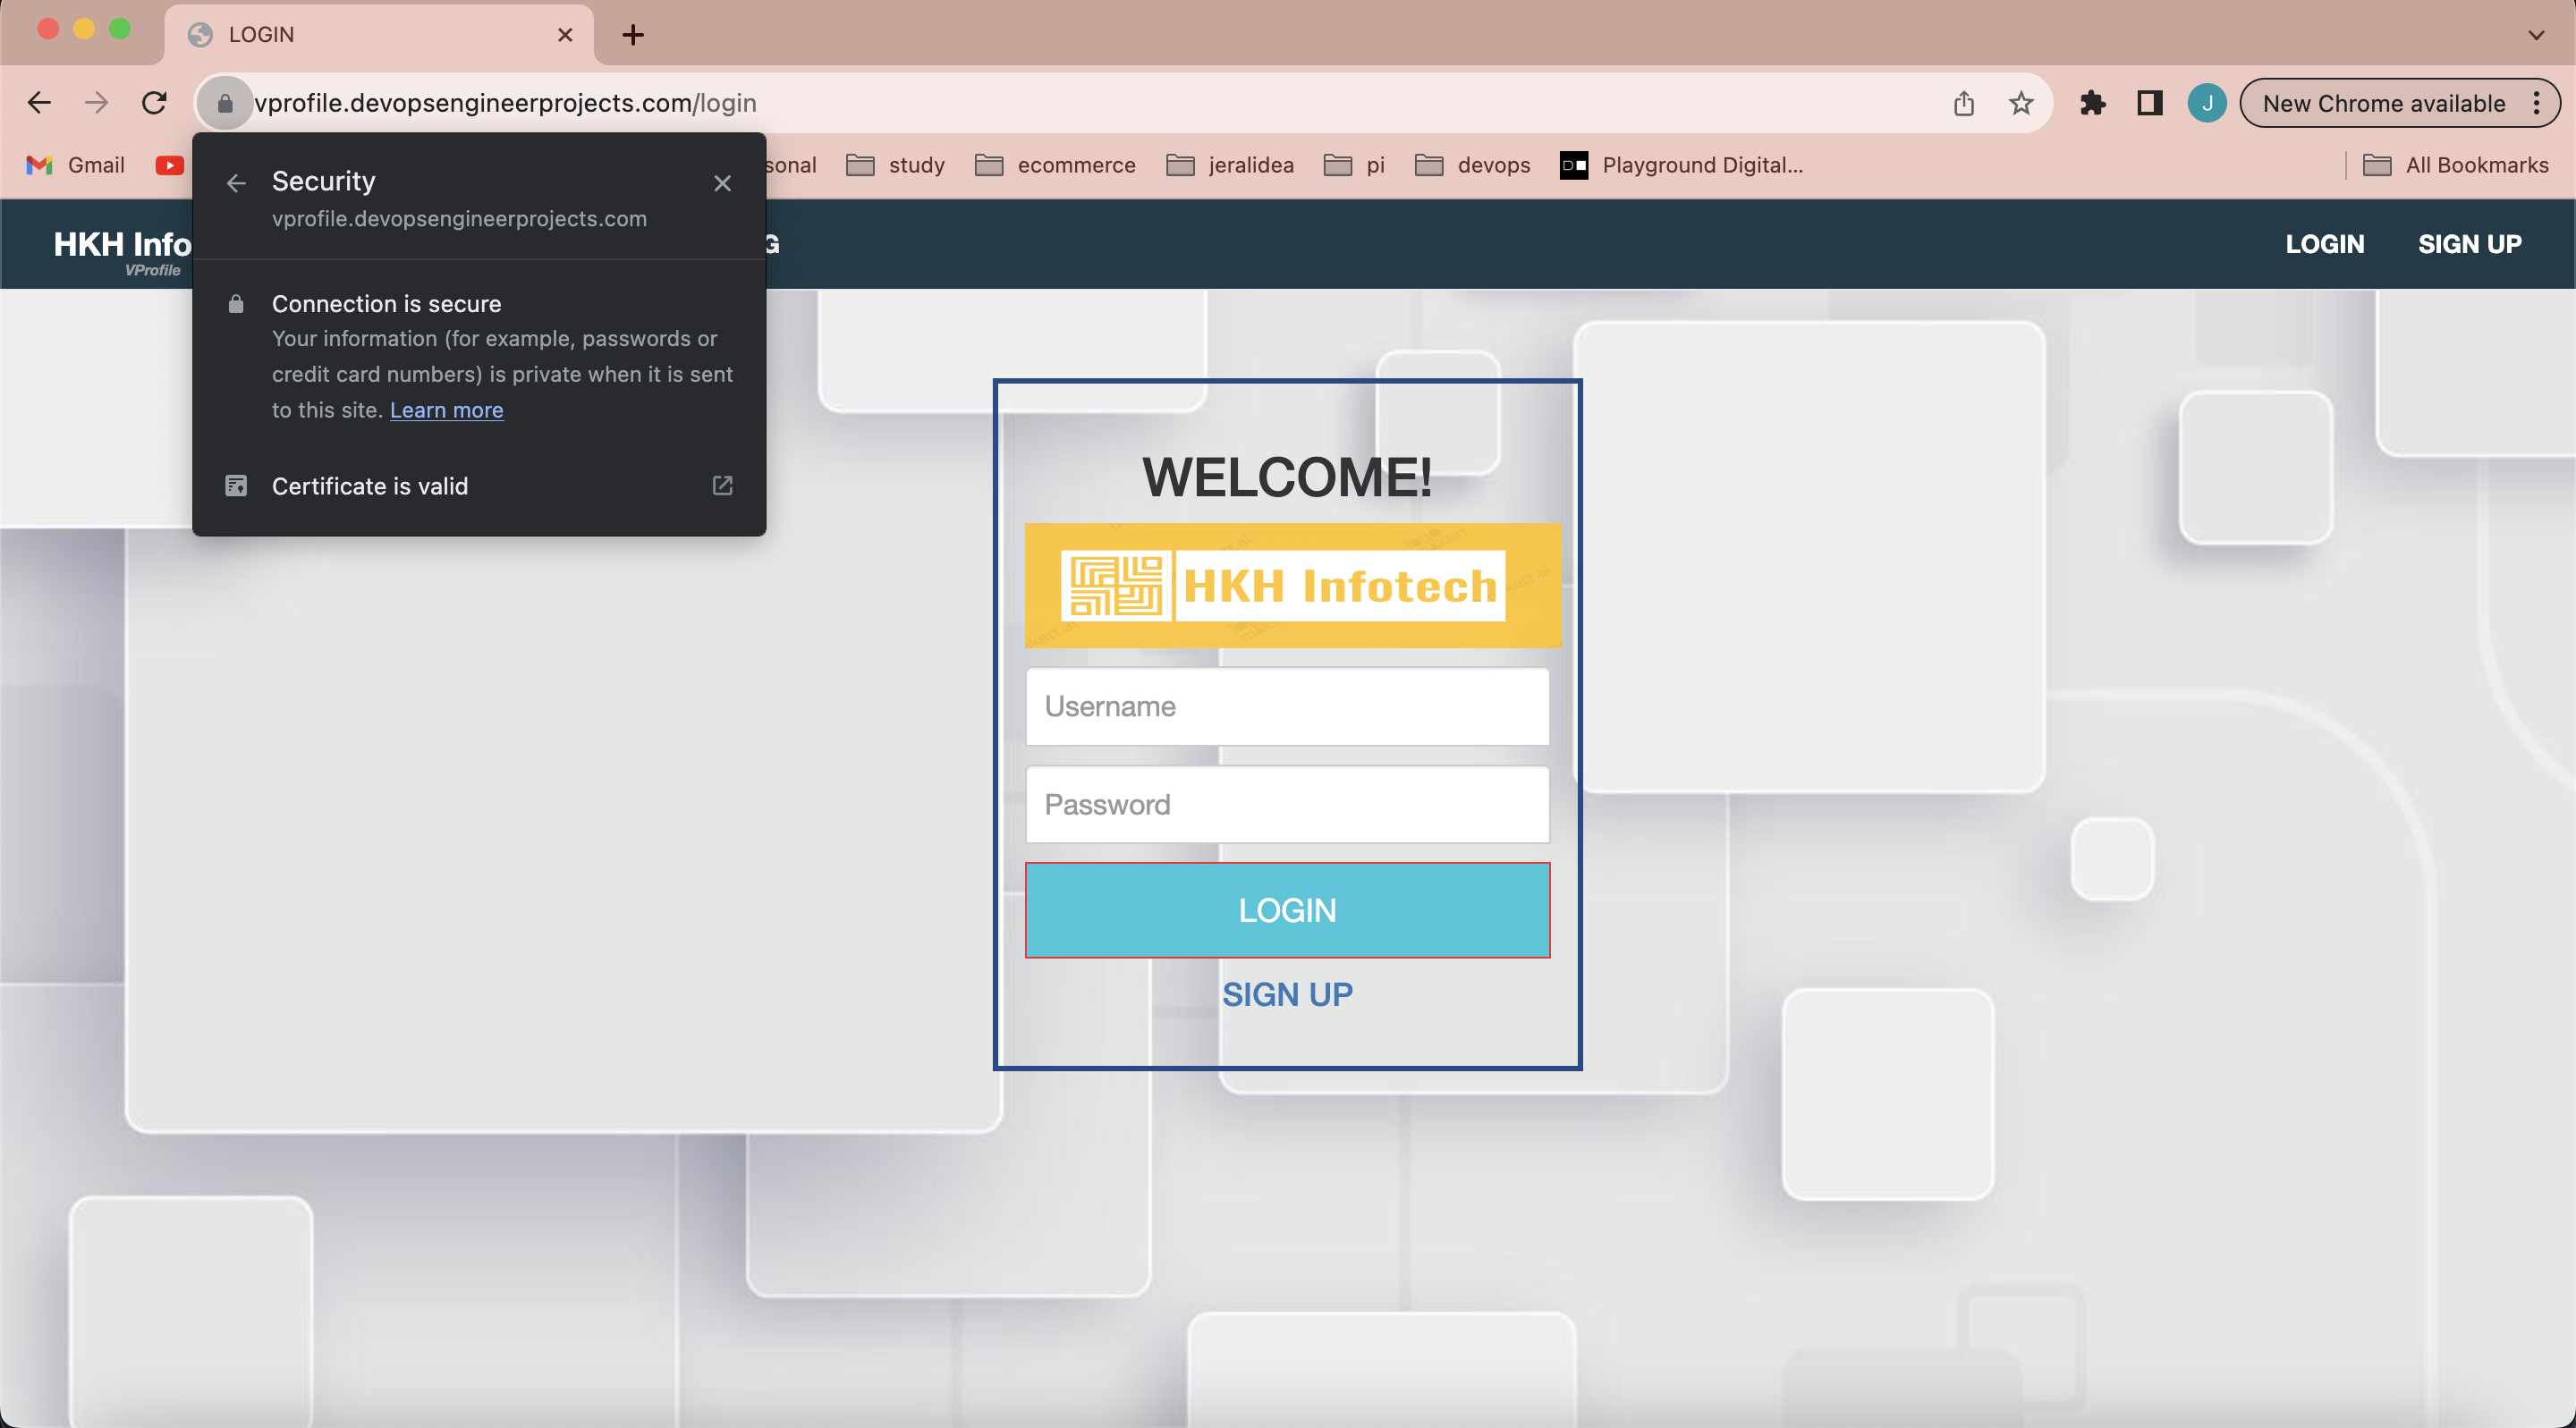 LOGIN
vprofile.devopsengineerprojects.com/login
J
New Chrome available
Gmail
sonal
study
ecommerce
jeralidea
pi
devops
Playground Digital...
All Bookmarks
Security
vprofile.devopsengineerprojects.com
Connection is secure
Your information (for example, passwords or
credit card numbers) is private when it is sent
to this site. Learn more
Certificate is valid
HKH Info
VProfile
G
LOGIN
SIGN UP
WELCOME!
HKH Infotech
Username
Password
LOGIN
SIGN UP